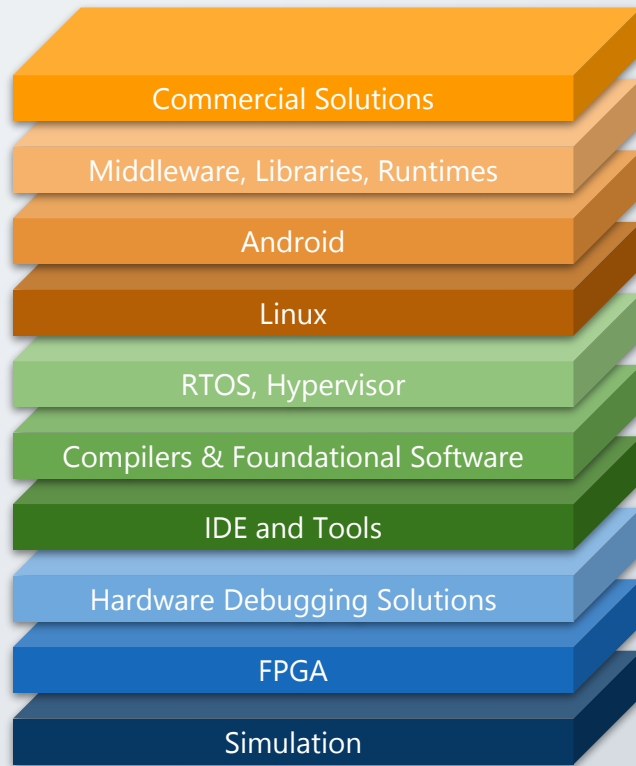 Commercial Solutions
Middleware, Libraries, Runtimes
Android
Linux
RTOS, Hypervisor
Compilers & Foundational Software
IDE and Tools
Hardware Debugging Solutions
FPGA
Simulation